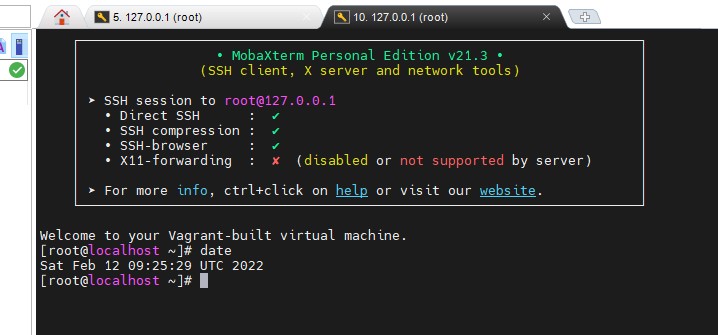 5. 127.0.0.1 (root)
10. 127.0.0.1 (root)
• MobaXterm Personal Edition v21.3 •
(SSH client, X server and network tools)
➤ SSH session to root@127.0.0.1
• Direct SSH : ✔
• SSH compression : ✔
• SSH-browser : ✔
• X11-forwarding : ✘ (disabled or not supported by server)
➤ For more info, ctrl+click on help or visit our website.
Welcome to your Vagrant-built virtual machine.
[root@localhost ~]# date
Sat Feb 12 09:25:29 UTC 2022
[root@localhost ~]#